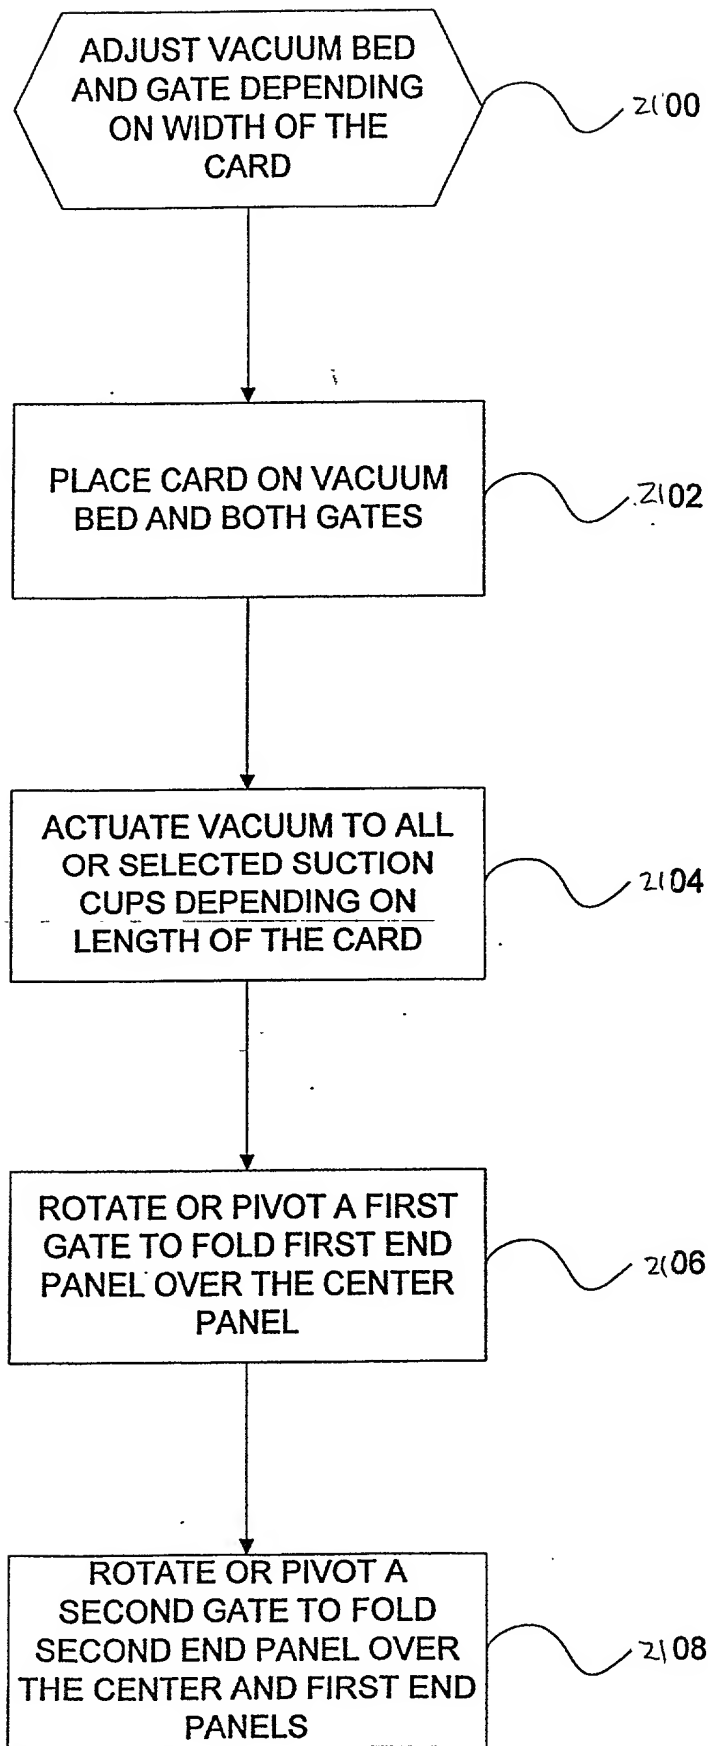 ADJUST VACUUM BED
AND GATE DEPENDING
ON WIDTH OF THE
CARD
2100
PLACE CARD ON VACUUM
BED AND BOTH GATES
2102
ACTUATE VACUUM TO ALL
OR SELECTED SUCTION
CUPS DEPENDING ON
LENGTH OF THE CARD
2104
ROTATE OR PIVOT A FIRST
GATE TO FOLD FIRST END
PANEL OVER THE CENTER
PANEL
2106
ROTATE OR PIVOT A
SECOND GATE TO FOLD
SECOND END PANEL OVER
THE CENTER AND FIRST END
PANELS
2108